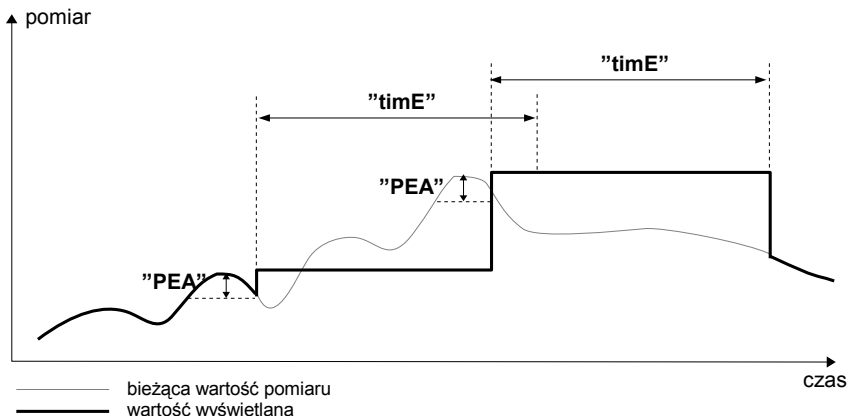 pomiar
”timE”
”timE”
”PEA”
”PEA”
czas
bieżąca wartość pomiaru
wartość wyświetlana